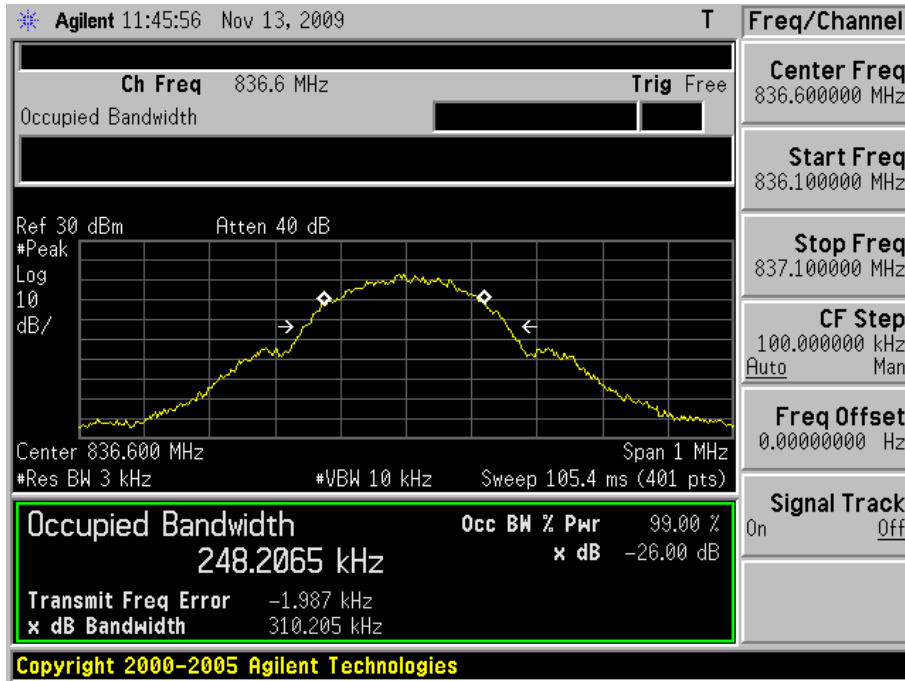 Agilent 11:45:56 Nov 13, 2009 T
Freq/Channel
Ch Freq 836.6 MHz Trig Free
Occupied Bandwidth
Center Freq
836.600000 MHz
Start Freq
836.100000 MHz
Stop Freq
837.100000 MHz
CF Step
100.000000 kHz
Auto Man
Freq Offset
0.00000000 Hz
Signal Track
On Off
Ref 30 dBm Atten 40 dB
#Peak
Log
10
dB/
Center 836.600 MHz Span 1 MHz
#Res BW 3 kHz #VBW 10 kHz Sweep 105.4 ms (401 pts)
Occupied Bandwidth Occ BW % Pwr 99.00 %
248.2065 kHz x dB -26.00 dB
Transmit Freq Error -1.987 kHz
x dB Bandwidth 310.205 kHz
Copyright 2000-2005 Agilent Technologies